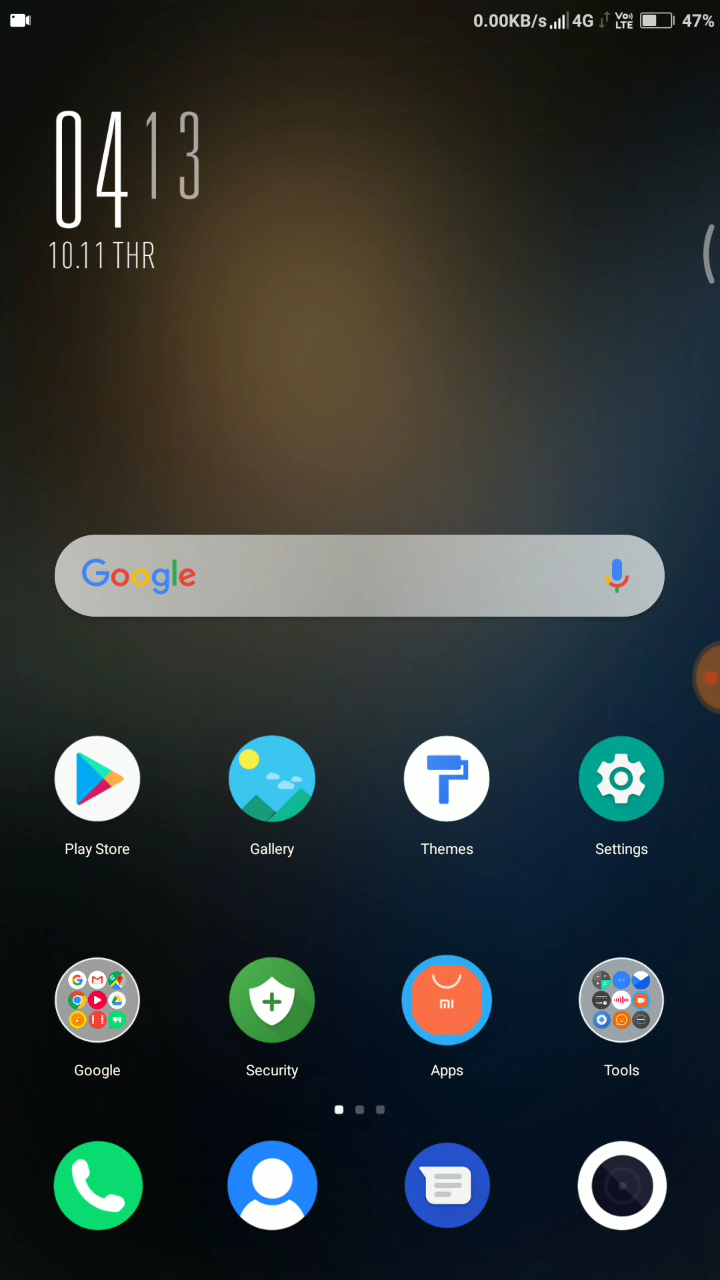 0.00KB/s 4G VoLTE 47%
04 13
10.11 THR
Google
Play Store Gallery Themes Settings
mi
Google Security Apps Tools